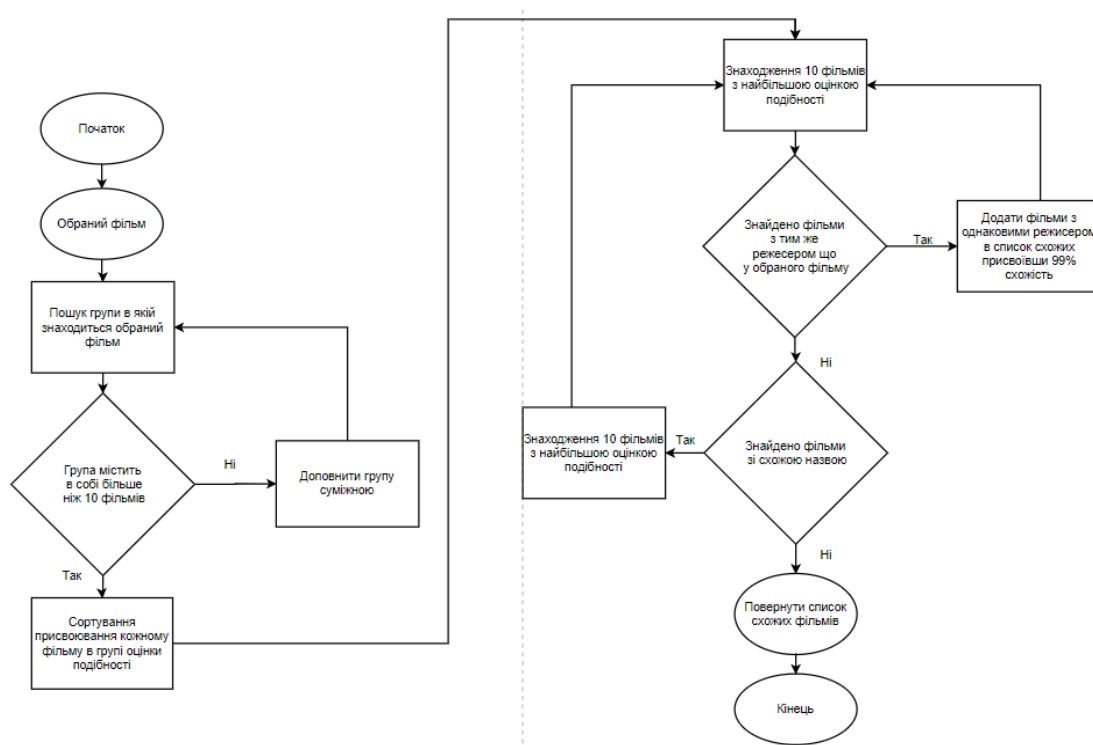 Початок
Обраний фільм
Пошук групи в якій
знаходиться обраний
фільм
Група містить
в собі більше
ніж 10 фільмів
Ні
Доповнити групу
суміжною
Так
Сортування
присвоювання кожному
фільму в групі оцінки
подібності
Знаходження 10 фільмів
з найбільшою оцінкою
подібності
Знайдено фільми
з тим же
режесером що
у обраного фільму
Так
Додати фільми з
однаковими режисером
в список схожих
присвоївши 99%
схожість
Ні
Знайдено фільми
зі схожою назвою
Так
Знаходження 10 фільмів
з найбільшою оцінкою
подібності
Ні
Повернути список
схожих фільмів
Кінець